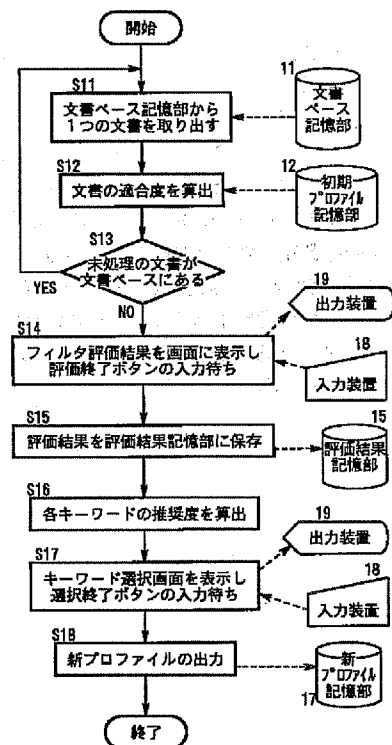 開始
S11
文書ベース記憶部から
1つの文書を取り出す
11
文書
ベース
記憶部
S12
文書の適合度を算出
12
初期
プロファイル
記憶部
S13
未処理の文書が
文書ベースにある
YES
NO
19
出力装置
S14
フィルタ評価結果を画面に表示し
評価終了ボタンの入力待ち
18
入力装置
S15
評価結果を評価結果記憶部に保存
15
評価結果
記憶部
S16
各キーワードの推奨度を算出
19
出力装置
S17
キーワード選択画面を表示し
選択終了ボタンの入力待ち
18
入力装置
S18
新プロファイルの出力
新
プロファイル
記憶部
17
終了